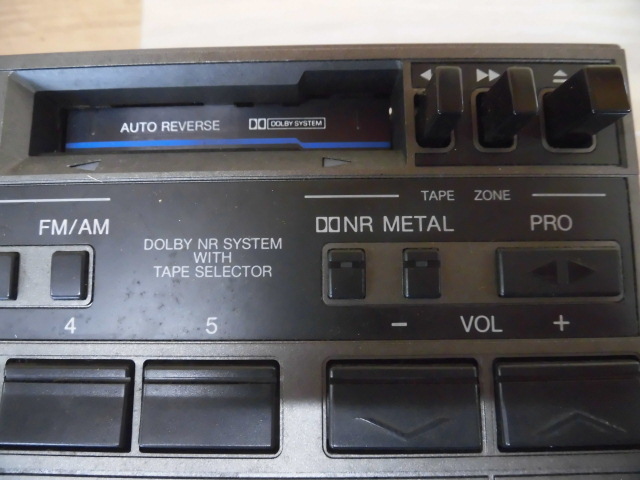 AUTO REVERSE
DOLBY SYSTEM
TAPE ZONE
FM/AM
NR METAL
PRO
DOLBY NR SYSTEM
WITH
TAPE SELECTOR
4
5
− VOL +